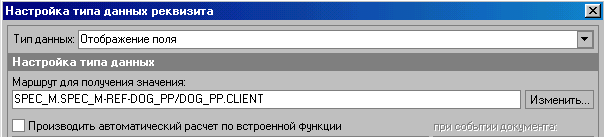 Настройка типа данных реквизита
Тип данных: Отображение поля
Настройка типа данных
Маршрут для получения значения:
SPEC_M.SPEC_M-REF-DOG_PP/DOG_PP.CLIENT Изменить...
Производить автоматический расчет по встроенной функции при событии документа: